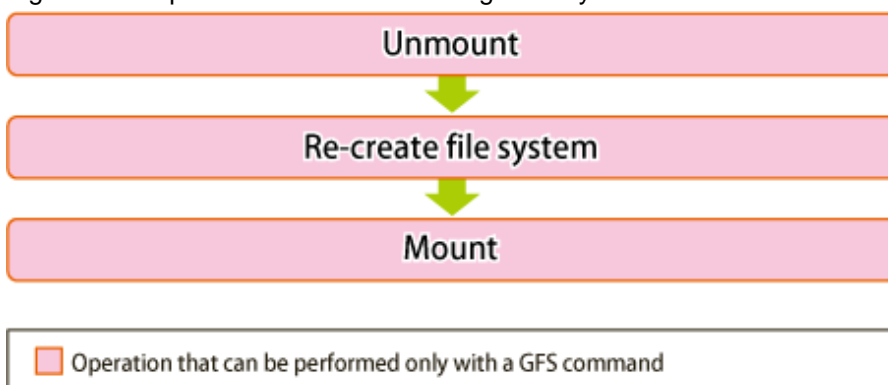 Unmount
Re-create file system
Mount
Operation that can be performed only with a GFS command